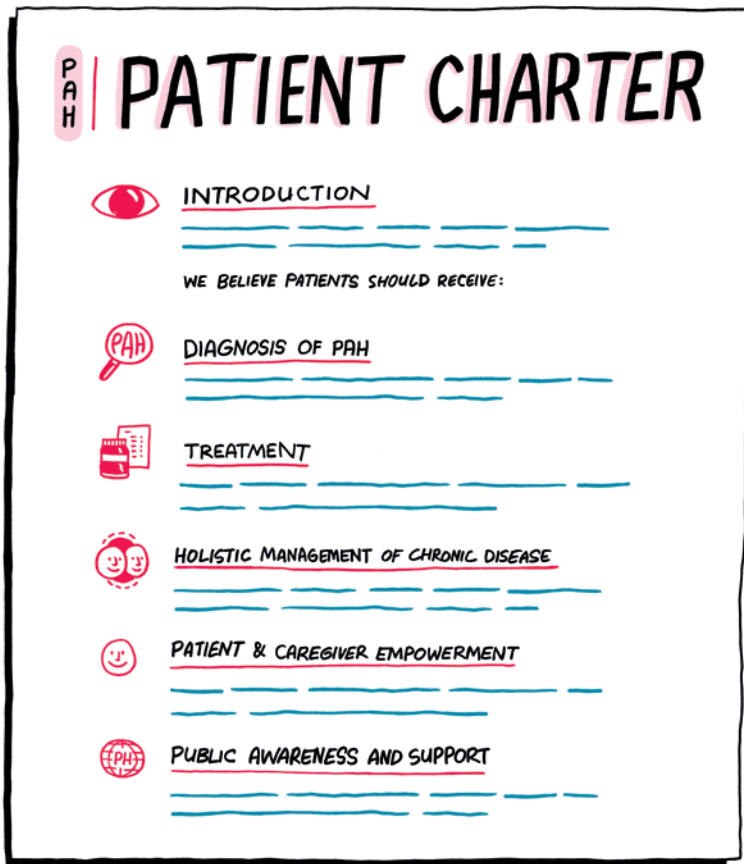 PAH | PATIENT CHARTER
INTRODUCTION
WE BELIEVE PATIENTS SHOULD RECEIVE:
PAH
DIAGNOSIS OF PAH
TREATMENT
HOLISTIC MANAGEMENT OF CHRONIC DISEASE
PATIENT & CAREGIVER EMPOWERMENT
PH
PUBLIC AWARENESS AND SUPPORT